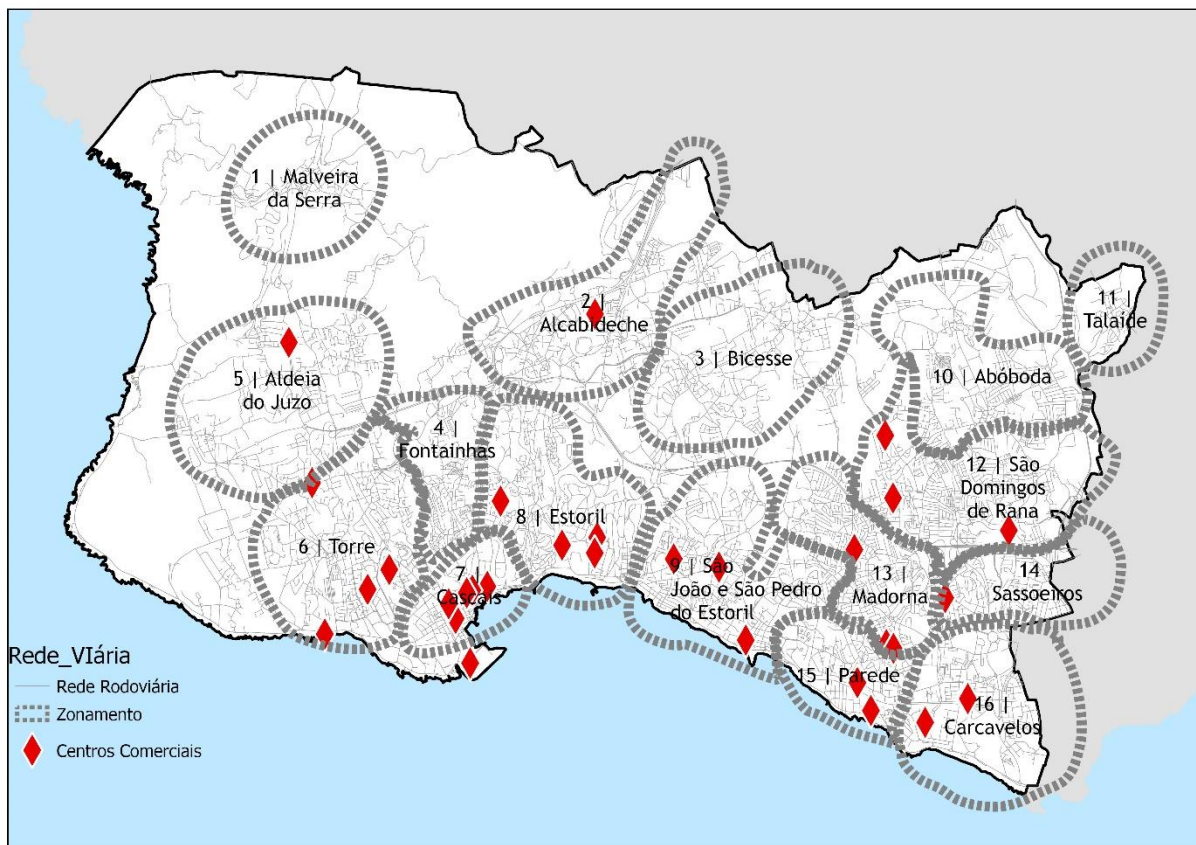 1 | Malveira
da Serra
2 |
Alcabideche
3 | Bicesse
11 |
Talaide
5 | Aldeia
do Juzo
10 | Abóboda
4 |
Fontainhas
12 | São
Domingos
de Rana
8 | Estoril
6 | Torre
7 |
Cascais
9 | São
João e São Pedro
do Estoril
13 |
Madorna
14
Sassoeiros
15 | Parede
16 |
Carcavelos
Rede_VIária
Rede Rodoviária
Zonamento
Centros Comerciais